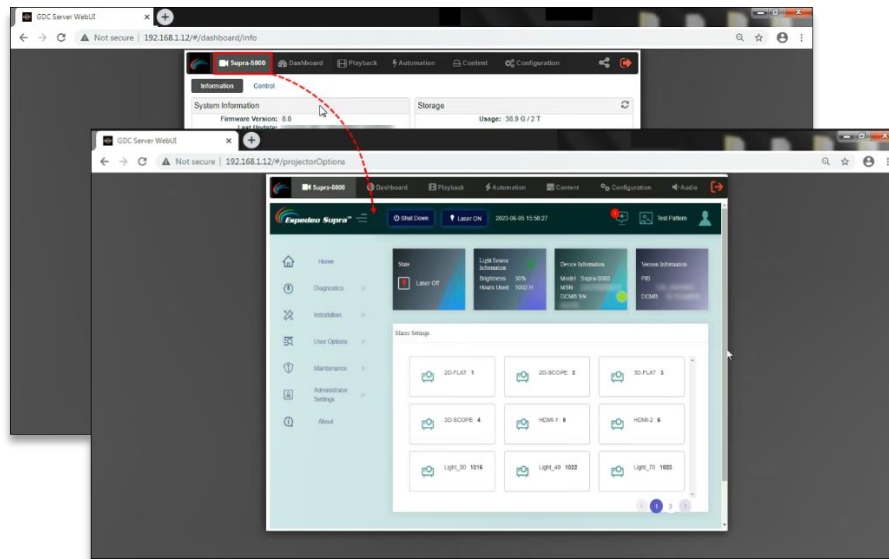 GDC Server WebUI
Not secure | 192.168.1.12/#/dashboard/info
Supra-5000 Dashboard Playback Automation Content Configuration
Information Control
System Information Storage
Firmware Version: 8.0 Usage: 38.9 G / 2 T
Last Update:
GDC Server WebUI
Not secure | 192.168.1.12/#/projectorOptions
Supra-5000 Dashboard Playback Automation Content Configuration Audio
Espedeo Supra™ Shut Down Laser ON 2023-06-05 15:58:27 Test Pattern
Home
Diagnostics
Installation
User Options
Maintenance
Administrator
Settings
About
State
Laser Off
Light Source
Information
Brightness 30%
Hours Used 1002 H
Device Information
Model Supra-5000
MSN
DCMB SN
Version Information
PIB
DCMB
Macro Settings
2D-FLAT 1 2D-SCOPE 2 3D-FLAT 3
3D-SCOPE 4 HDMI-1 HDMI-2 6
Light_30 1016 Light_40 1022 Light_75 1023
1 2